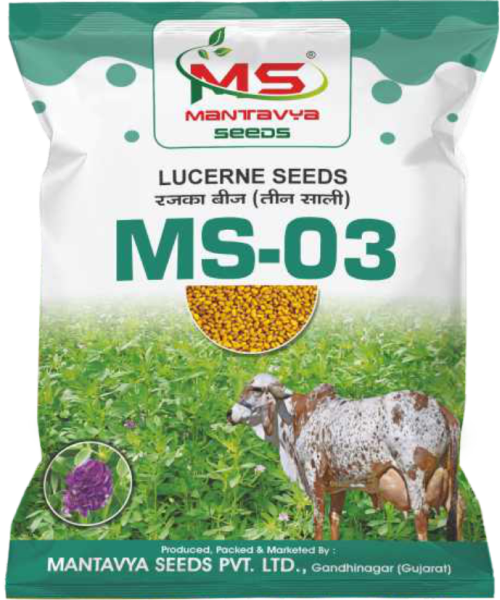 MS®
MANTAVYA
SEEDS
LUCERNE SEEDS
रजका बीज (तीन साली)
MS-03
Produced, Packed & Marketed By :
MANTAVYA SEEDS PVT. LTD., Gandhinagar (Gujarat)